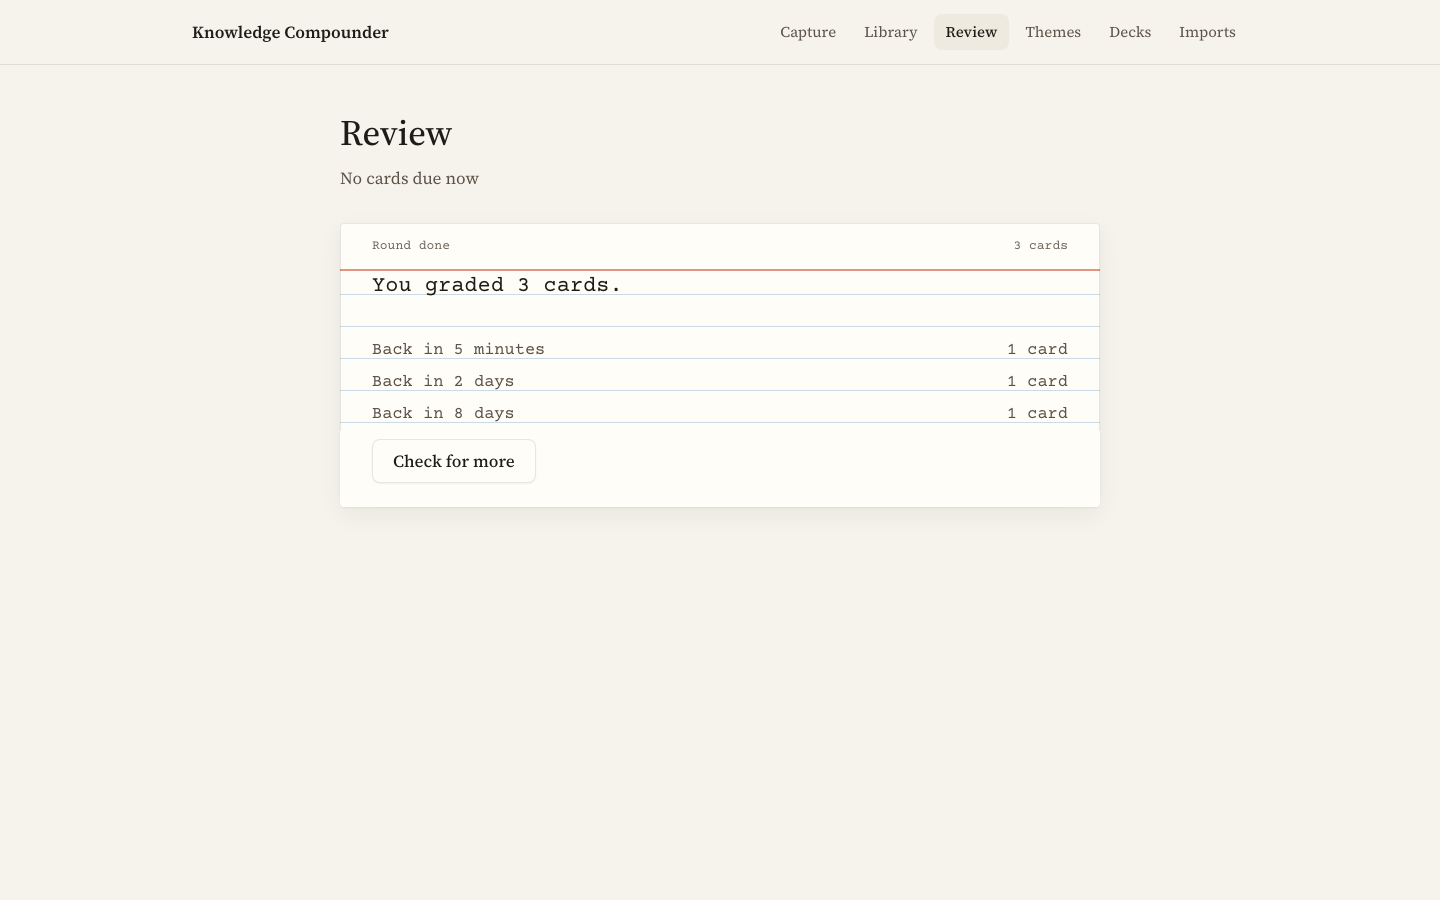 Knowledge Compounder
Capture Library Review Themes Decks Imports
Review
No cards due now
Round done 3 cards
You graded 3 cards.
Back in 5 minutes 1 card
Back in 2 days 1 card
Back in 8 days 1 card
Check for more